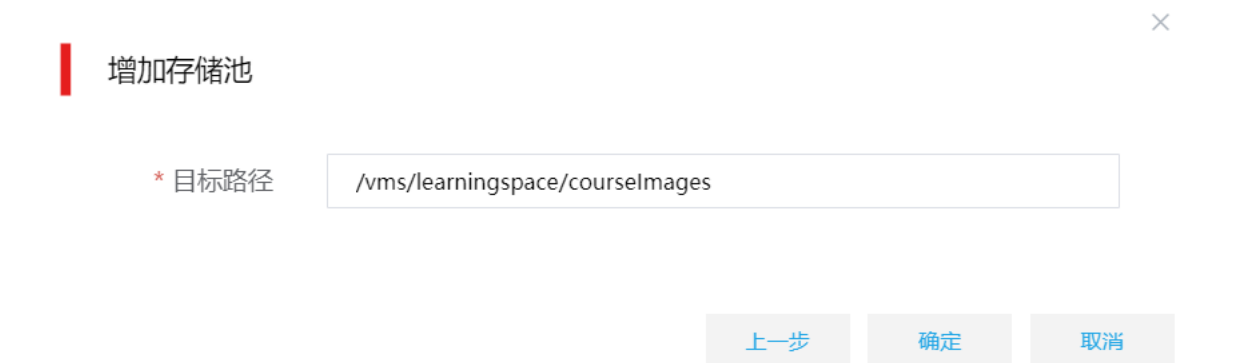 增加存储池
* 目标路径
/vms/learningspace/courseImages
上一步
确定
取消